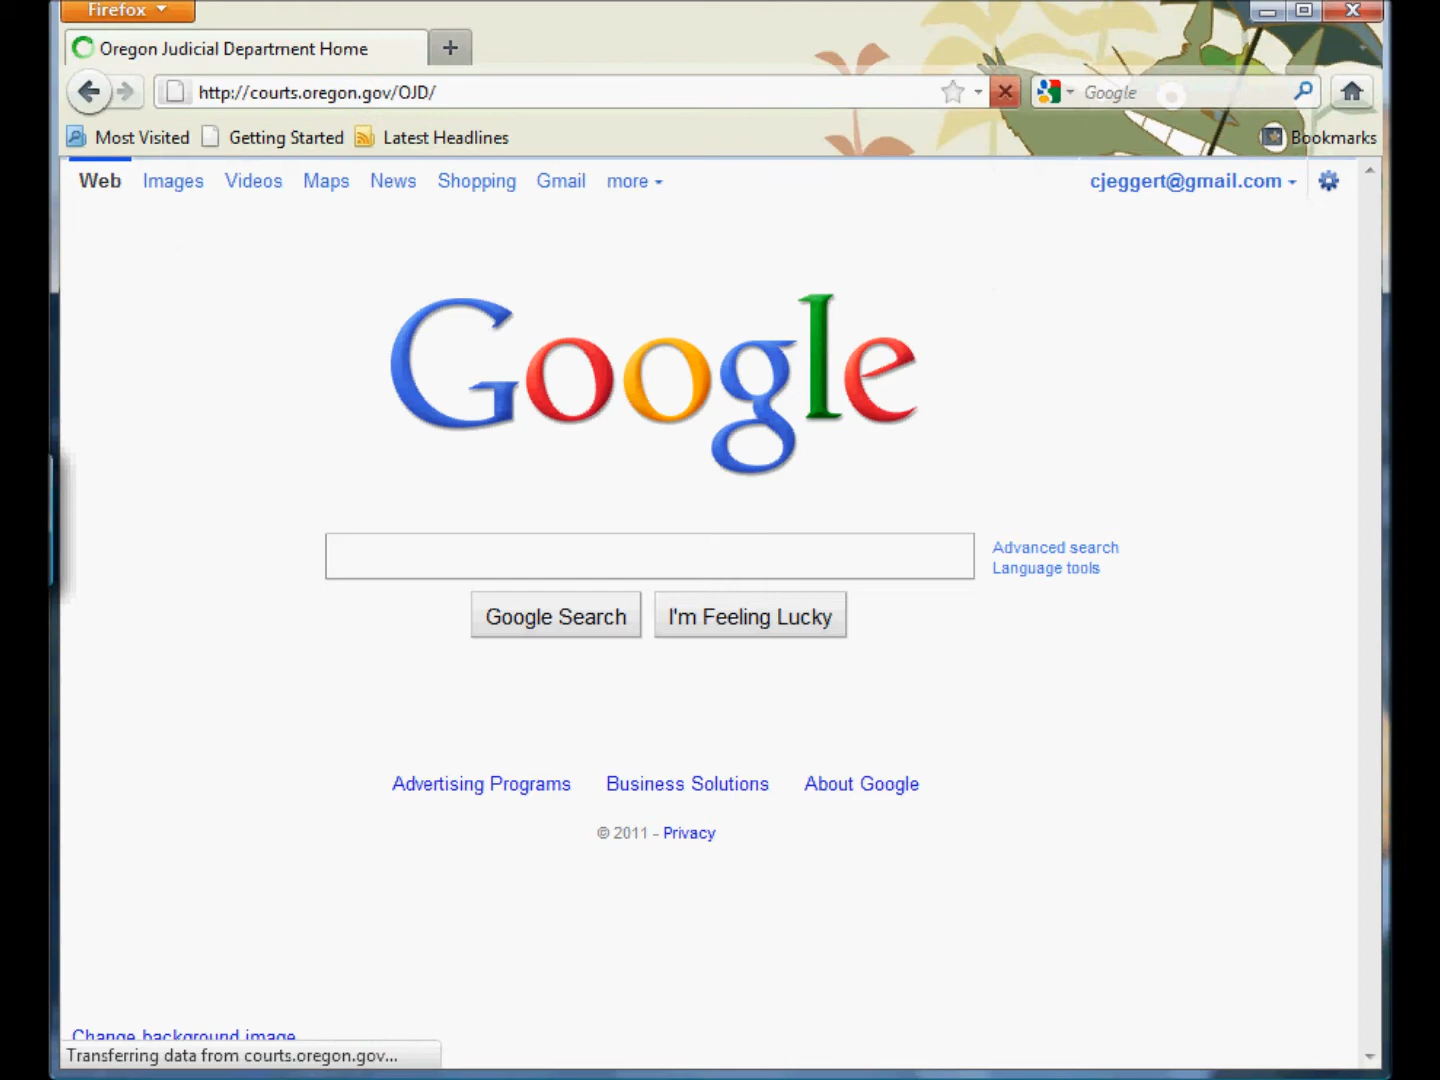 Firefox
Oregon Judicial Department Home
http://courts.oregon.gov/OJD/
Google
Most Visited
Getting Started
Latest Headlines
Bookmarks
Web Images Videos Maps News Shopping Gmail more
cjeggert@gmail.com
Google
Advanced search
Language tools
Google Search
I'm Feeling Lucky
Advertising Programs Business Solutions About Google
© 2011 - Privacy
Change background image
Transferring data from courts.oregon.gov...